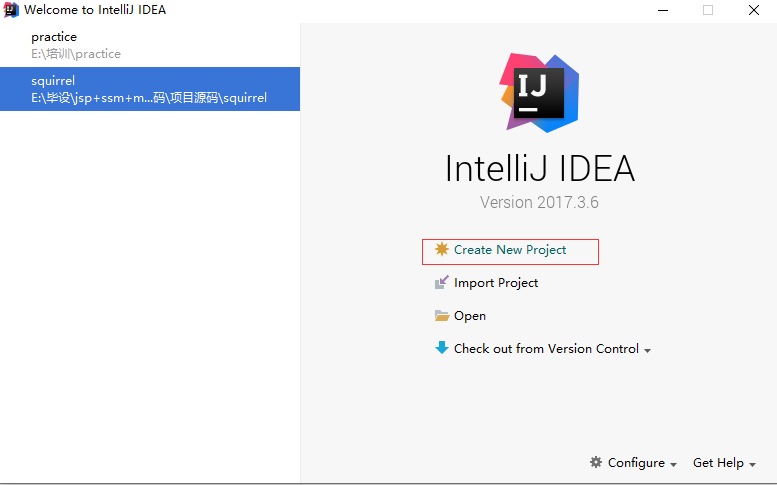 Welcome to IntelliJ IDEA
practice
E:\培训\practice
squirrel
E:\毕设\jsp+ssm+m...码\项目源码\squirrel
IJ
IntelliJ IDEA
Version 2017.3.6
Create New Project
Import Project
Open
Check out from Version Control
Configure
Get Help